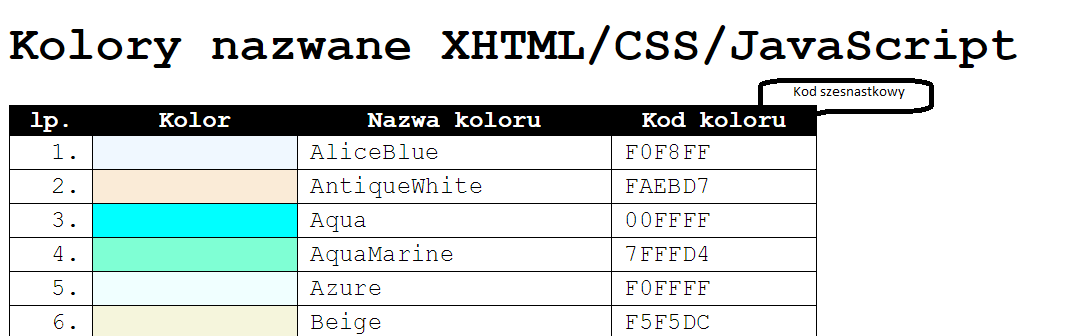 Kolory nazwane XHTML/CSS/JavaScript
Kod szesnastkowy
lp. Kolor Nazwa koloru Kod koloru
1. AliceBlue F0F8FF
2. AntiqueWhite FAEBD7
3. Aqua 00FFFF
4. AquaMarine 7FFFD4
5. Azure F0FFFF
6. Beige F5F5DC